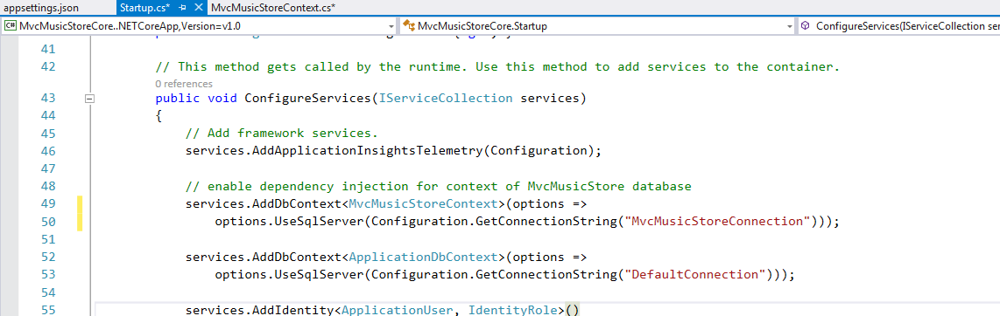 appsettings.json Startup.cs* MvcMusicStoreContext.cs*
C# MvcMusicStoreCore..NETCoreApp,Version=v1.0 MvcMusicStoreCore.Startup ConfigureServices(IServiceCollection ser
41
42 // This method gets called by the runtime. Use this method to add services to the container.
0 references
43 public void ConfigureServices(IServiceCollection services)
44 {
45 // Add framework services.
46 services.AddApplicationInsightsTelemetry(Configuration);
47
48 // enable dependency injection for context of MvcMusicStore database
49 services.AddDbContext<MvcMusicStoreContext>(options =>
50 options.UseSqlServer(Configuration.GetConnectionString("MvcMusicStoreConnection")));
51
52 services.AddDbContext<ApplicationDbContext>(options =>
53 options.UseSqlServer(Configuration.GetConnectionString("DefaultConnection")));
54
55 services.AddIdentity<ApplicationUser, IdentityRole>()